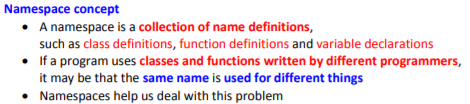 Namespace concept
• A namespace is a collection of name definitions,
such as class definitions, function definitions and variable declarations
• If a program uses classes and functions written by different programmers,
it may be that the same name is used for different things
• Namespaces help us deal with this problem